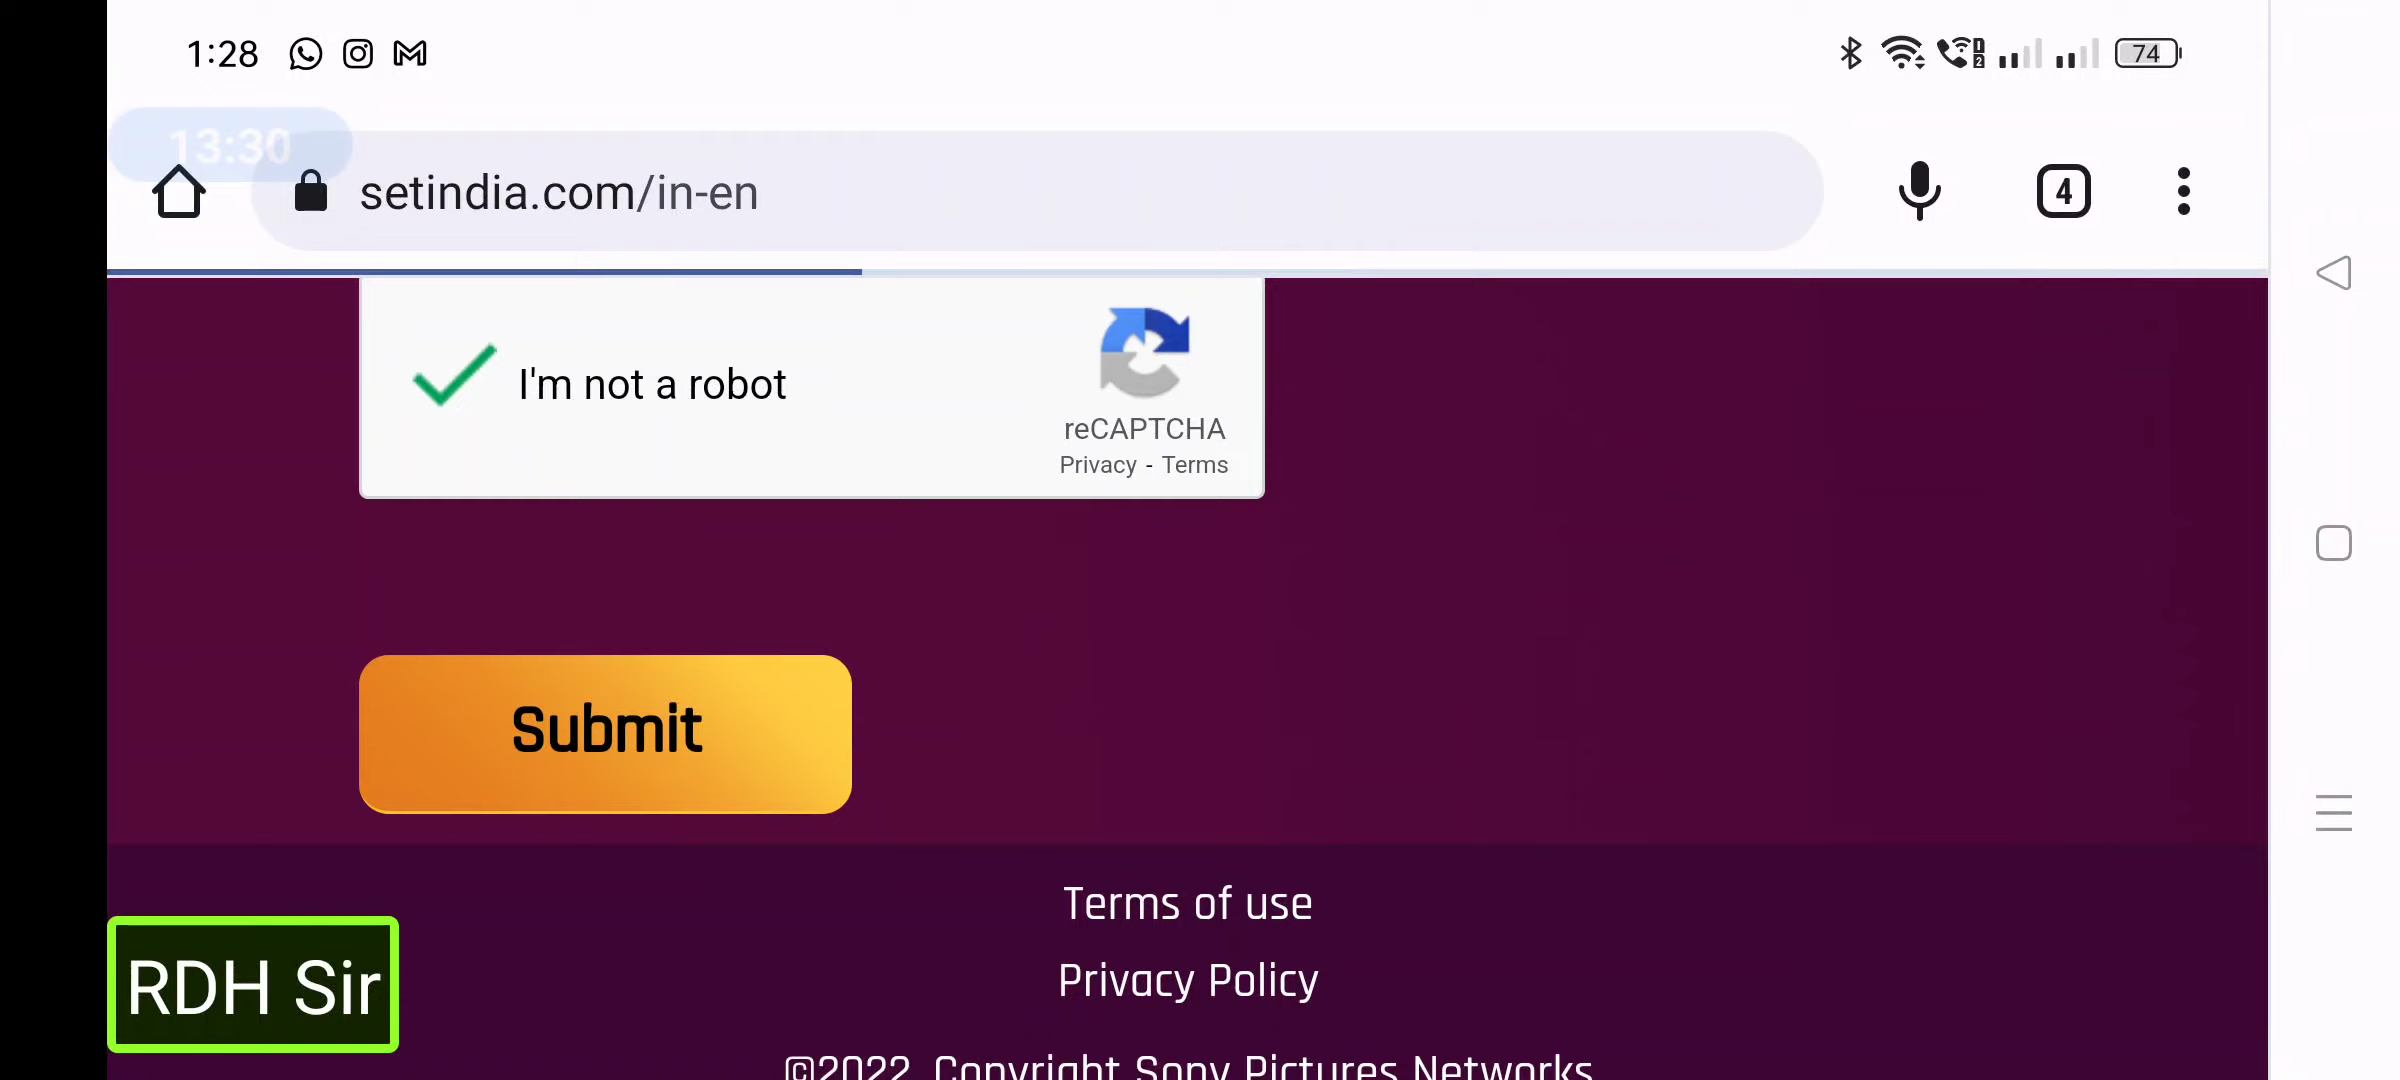 1:28
74
13:30
setindia.com/in-en
4
I'm not a robot
reCAPTCHA
Privacy - Terms
Submit
Terms of use
Privacy Policy
RDH Sir
©2022, Copyright Sony Pictures Networks